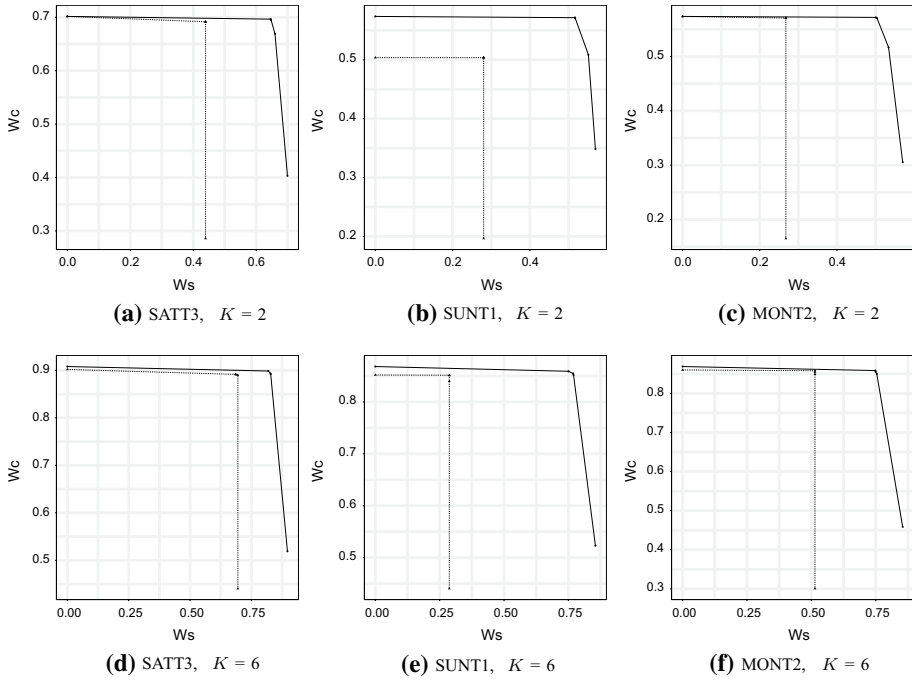 0.7
0.6
0.5
0.4
0.3
Wc
0.0
0.2
0.4
0.6
Ws
(a) SATT3, K = 2
0.5
0.4
0.3
0.2
Wc
0.0
0.2
0.4
Ws
(b) SUNT1, K = 2
0.5
0.4
0.3
0.2
Wc
0.0
0.2
0.4
Ws
(c) MONT2, K = 2
0.9
0.8
0.7
0.6
0.5
Wc
0.00
0.25
0.50
0.75
Ws
(d) SATT3, K = 6
0.8
0.7
0.6
0.5
Wc
0.00
0.25
0.50
0.75
Ws
(e) SUNT1, K = 6
0.8
0.7
0.6
0.5
0.4
0.3
Wc
0.00
0.25
0.50
0.75
Ws
(f) MONT2, K = 6